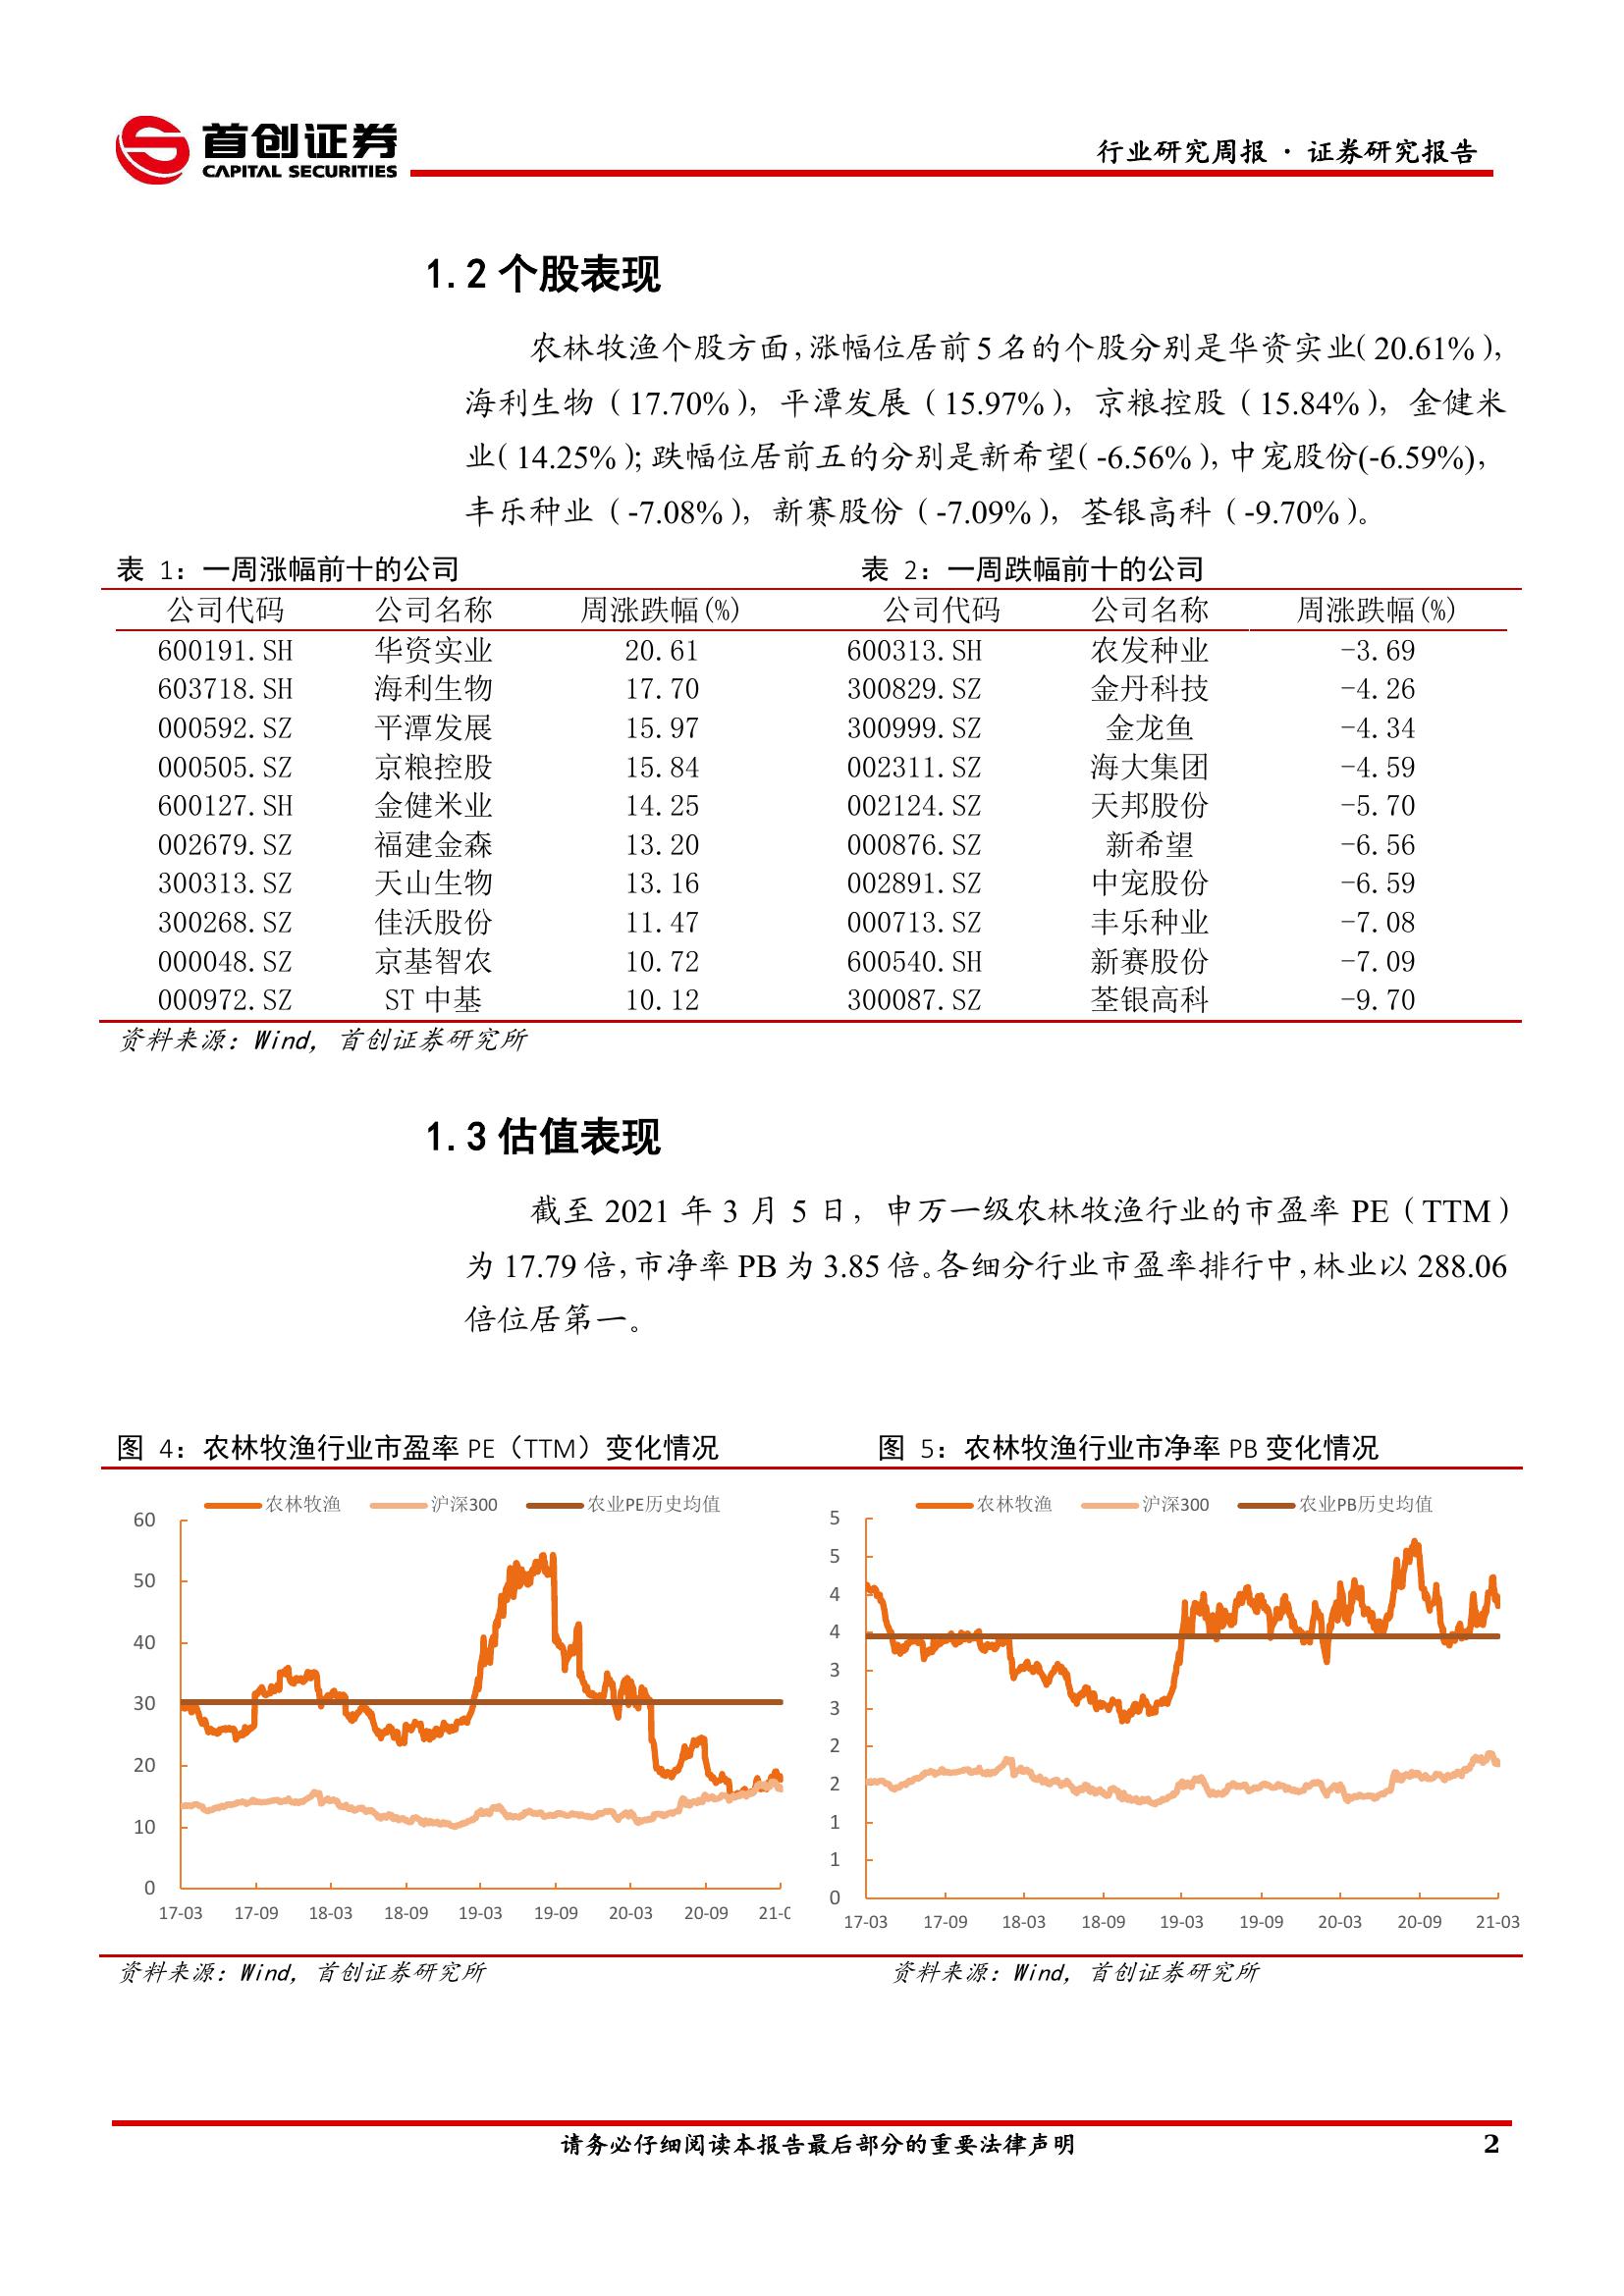 首创证券
CAPITAL SECURITIES
行业研究周报 · 证券研究报告
1.2 个股表现
农林牧渔个股方面，涨幅位居前 5 名的个股分别是华资实业（20.61%），
海利生物（17.70%），平潭发展（15.97%），京粮控股（15.84%），金健米
业（14.25%）；跌幅位居前五的分别是新希望（-6.56%），中宠股份(-6.59%)，
丰乐种业（-7.08%），新赛股份（-7.09%），荃银高科（-9.70%）。
表 1：一周涨幅前十的公司 表 2：一周跌幅前十的公司
公司代码 公司名称 周涨跌幅(%) 公司代码 公司名称 周涨跌幅(%)
600191.SH 华资实业 20.61 600313.SH 农发种业 -3.69
603718.SH 海利生物 17.70 300829.SZ 金丹科技 -4.26
000592.SZ 平潭发展 15.97 300999.SZ 金龙鱼 -4.34
000505.SZ 京粮控股 15.84 002311.SZ 海大集团 -4.59
600127.SH 金健米业 14.25 002124.SZ 天邦股份 -5.70
002679.SZ 福建金森 13.20 000876.SZ 新希望 -6.56
300313.SZ 天山生物 13.16 002891.SZ 中宠股份 -6.59
300268.SZ 佳沃股份 11.47 000713.SZ 丰乐种业 -7.08
000048.SZ 京基智农 10.72 600540.SH 新赛股份 -7.09
000972.SZ ST 中基 10.12 300087.SZ 荃银高科 -9.70
资料来源：Wind，首创证券研究所
1.3 估值表现
截至 2021 年 3 月 5 日，申万一级农林牧渔行业的市盈率 PE（TTM）
为 17.79 倍，市净率 PB 为 3.85 倍。各细分行业市盈率排行中，林业以 288.06
倍位居第一。
图 4：农林牧渔行业市盈率 PE（TTM）变化情况 图 5：农林牧渔行业市净率 PB 变化情况
农林牧渔 沪深300 农业PE历史均值
60
50
40
30
20
10
0
17-03 17-09 18-03 18-09 19-03 19-09 20-03 20-09 21-0
农林牧渔 沪深300 农业PB历史均值
5
5
4
4
3
3
2
2
1
1
0
17-03 17-09 18-03 18-09 19-03 19-09 20-03 20-09 21-03
资料来源：Wind，首创证券研究所 资料来源：Wind，首创证券研究所
请务必仔细阅读本报告最后部分的重要法律声明 2